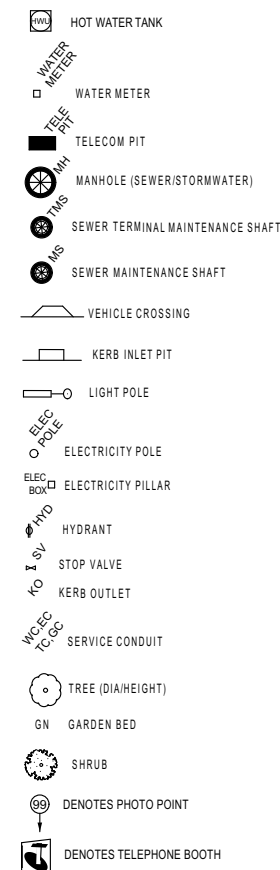 HWU HOT WATER TANK
WATER
METER
WATER METER
TELE
PIT
TELECOM PIT
MH
MANHOLE (SEWER/STORMWATER)
TMS
SEWER TERMINAL MAINTENANCE SHAFT
MS
SEWER MAINTENANCE SHAFT
VEHICLE CROSSING
KERB INLET PIT
LIGHT POLE
ELEC
POLE
ELECTRICITY POLE
ELEC
BOX
ELECTRICITY PILLAR
HYD
HYDRANT
SV
STOP VALVE
KO
KERB OUTLET
WC,EC
TC,GC
SERVICE CONDUIT
TREE (DIA/HEIGHT)
GN GARDEN BED
SHRUB
99 DENOTES PHOTO POINT
DENOTES TELEPHONE BOOTH